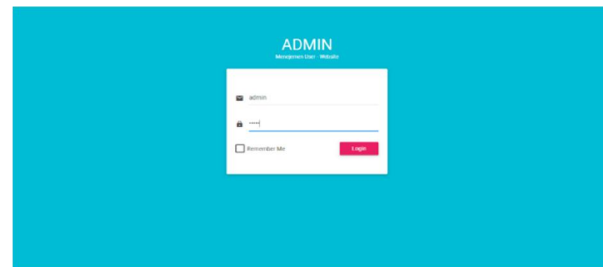 ADMIN
Manajemen User - Website
admin
Remember Me
Login